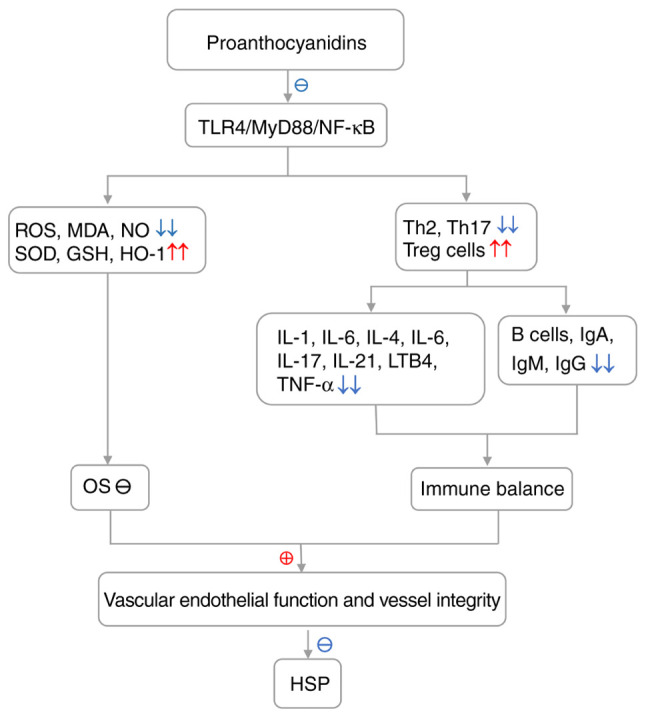 Proanthocyanidins
⊖
TLR4/MyD88/NF-κB
ROS, MDA, NO ↓↓
SOD, GSH, HO-1↑↑
Th2, Th17 ↓↓
Treg cells ↑↑
IL-1, IL-6, IL-4, IL-6,
IL-17, IL-21, LTB4,
TNF-α ↓↓
B cells, IgA,
IgM, IgG ↓↓
OS ⊖
Immune balance
⊕
Vascular endothelial function and vessel integrity
⊖
HSP